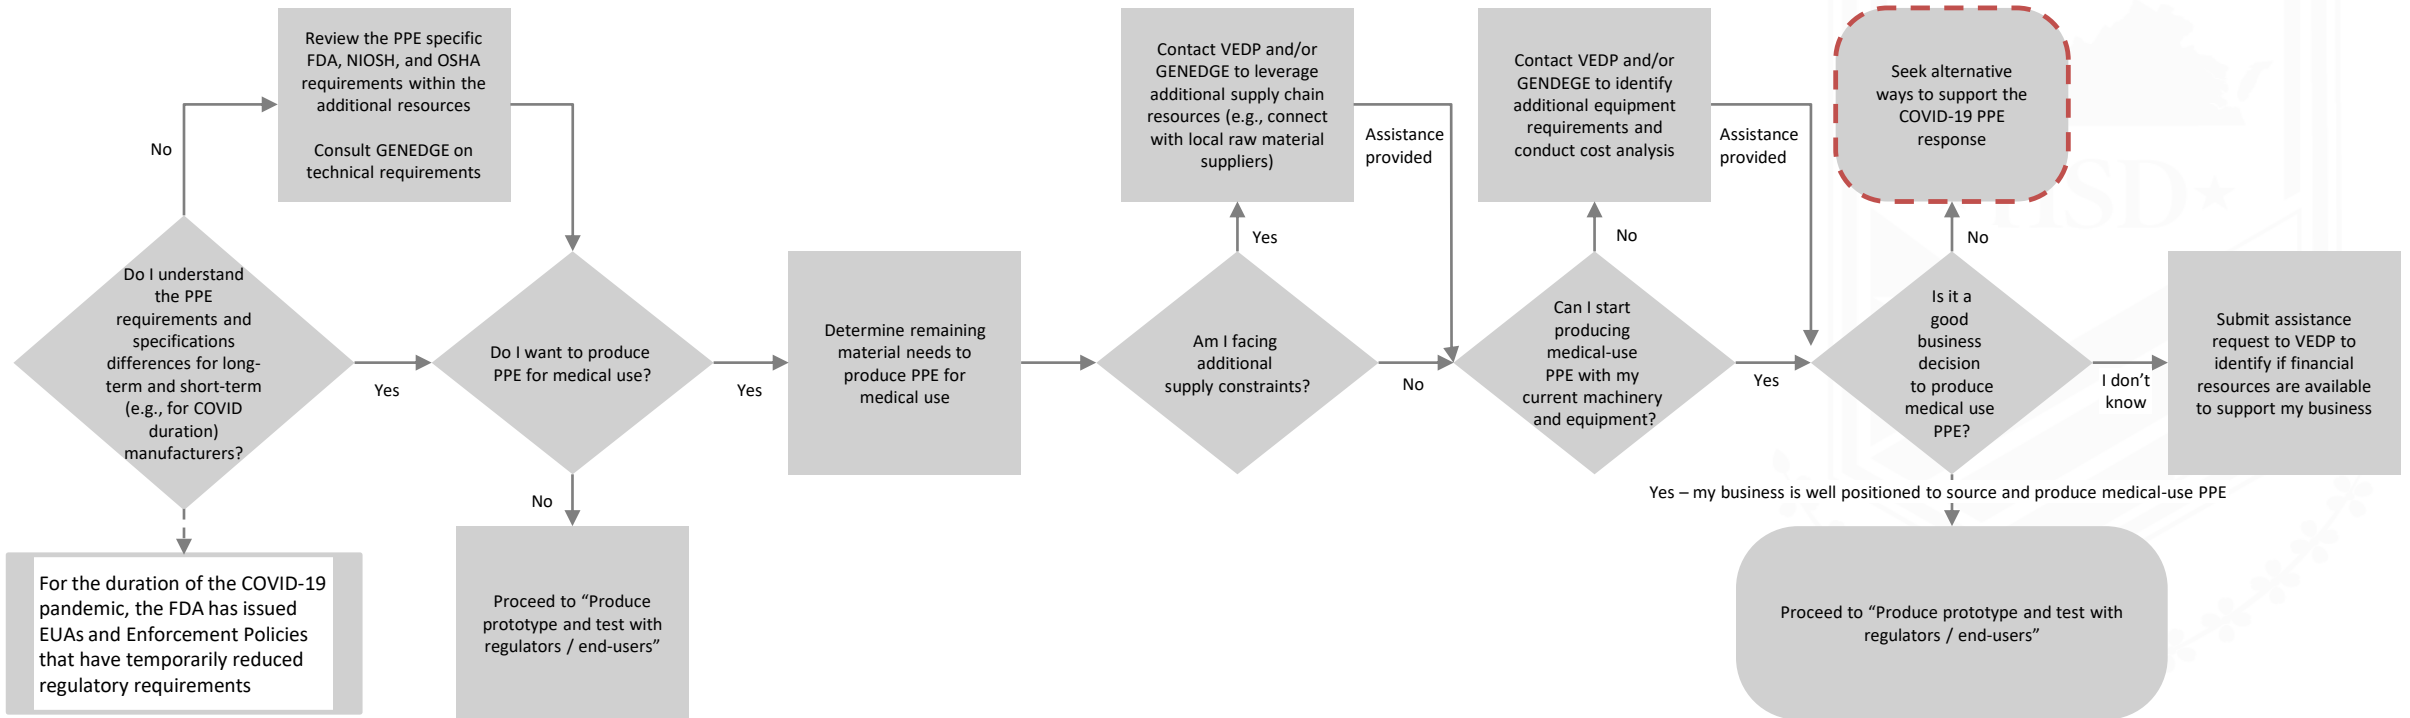 Review the PPE specific
FDA, NIOSH, and OSHA
requirements within the
additional resources
Consult GENEDGE on
technical requirements
No
Do I understand
the PPE
requirements and
specifications
differences for long-
term and short-term
(e.g., for COVID
duration)
manufacturers?
Yes
For the duration of the COVID-19
pandemic, the FDA has issued
EUAs and Enforcement Policies
that have temporarily reduced
regulatory requirements
Do I want to produce
PPE for medical use?
Yes
No
Proceed to “Produce
prototype and test with
regulators / end-users”
Determine remaining
material needs to
produce PPE for
medical use
Contact VEDP and/or
GENEDGE to leverage
additional supply chain
resources (e.g., connect
with local raw material
suppliers)
Assistance
provided
Yes
Am I facing
additional
supply constraints?
No
Contact VEDP and/or
GENDEGE to identify
additional equipment
requirements and
conduct cost analysis
Assistance
provided
No
Can I start
producing
medical-use
PPE with my
current machinery
and equipment?
Yes
Seek alternative
ways to support the
COVID-19 PPE
response
No
Is it a
good
business
decision
to produce
medical use
PPE?
I don’t
know
Submit assistance
request to VEDP to
identify if financial
resources are available
to support my business
Yes – my business is well positioned to source and produce medical-use PPE
Proceed to “Produce prototype and test with
regulators / end-users”